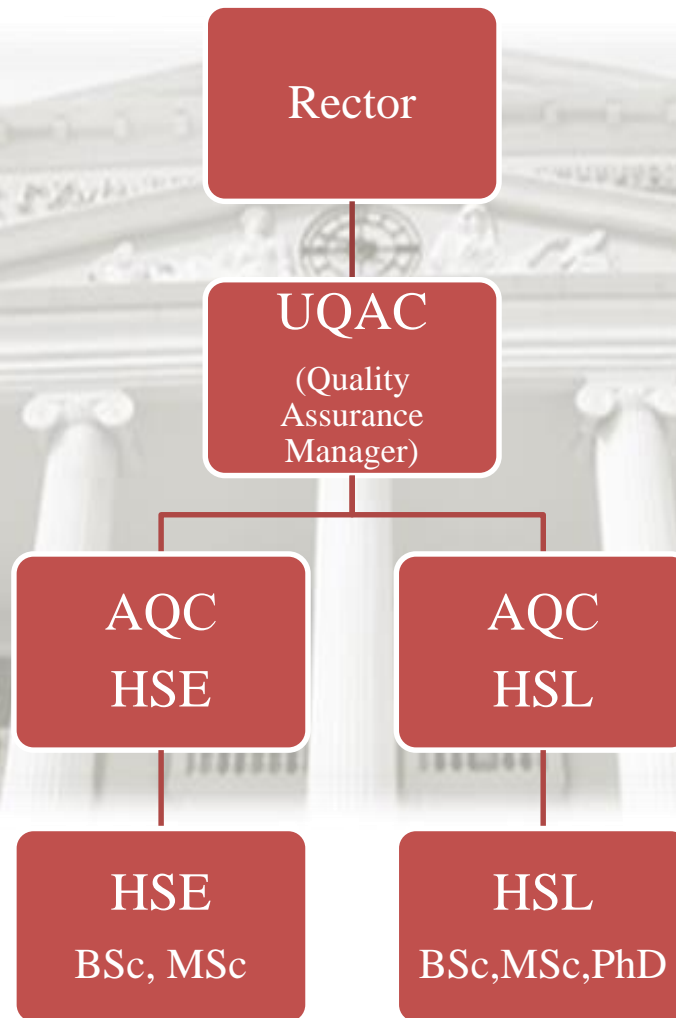 Rector
UQAC
(Quality
Assurance
Manager)
AQC
HSE
AQC
HSL
HSE
BSc, MSc
HSL
BSc,MSc,PhD